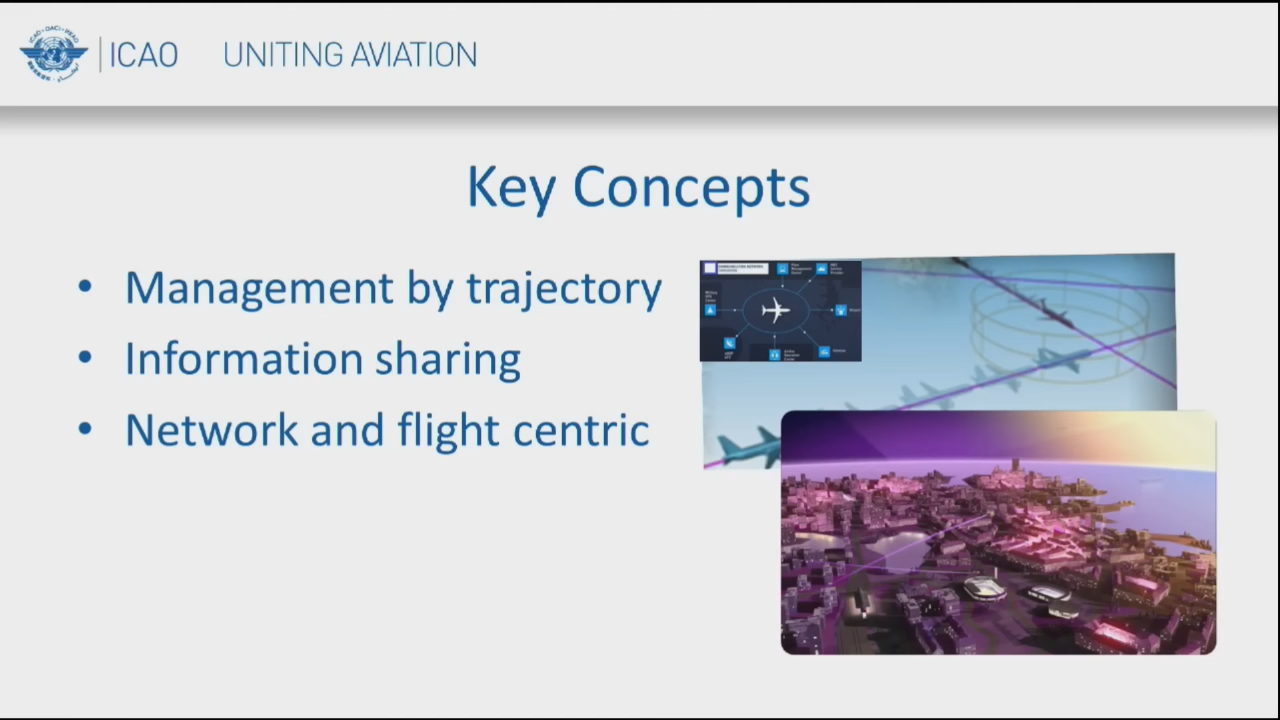 ICAO
UNITING AVIATION
Key Concepts
• Management by trajectory
• Information sharing
• Network and flight centric